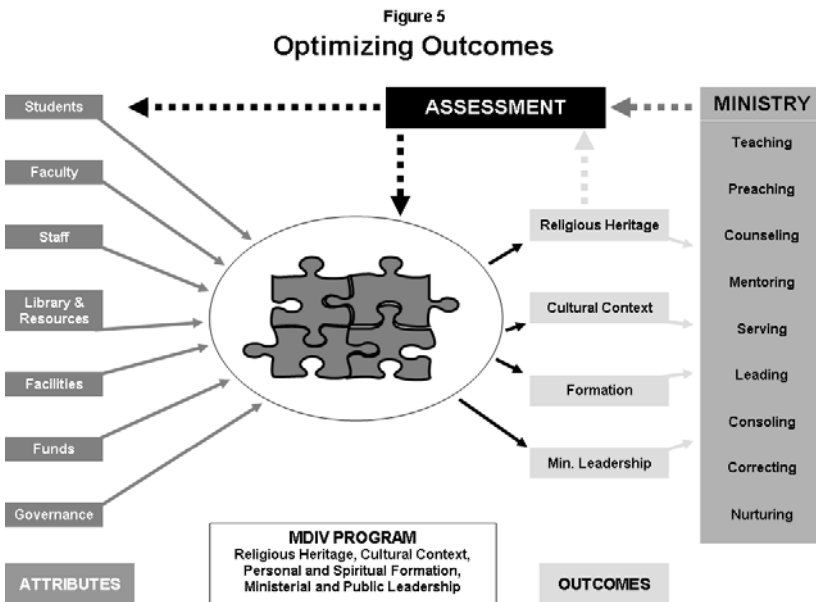 Figure 5
Optimizing Outcomes
Students
Faculty
Staff
Library &
Resources
Facilities
Funds
Governance
ATTRIBUTES
ASSESSMENT
MDIV PROGRAM
Religious Heritage, Cultural Context,
Personal and Spiritual Formation,
Ministerial and Public Leadership
Religious Heritage
Cultural Context
Formation
Min. Leadership
OUTCOMES
MINISTRY
Teaching
Preaching
Counseling
Mentoring
Serving
Leading
Consoling
Correcting
Nurturing